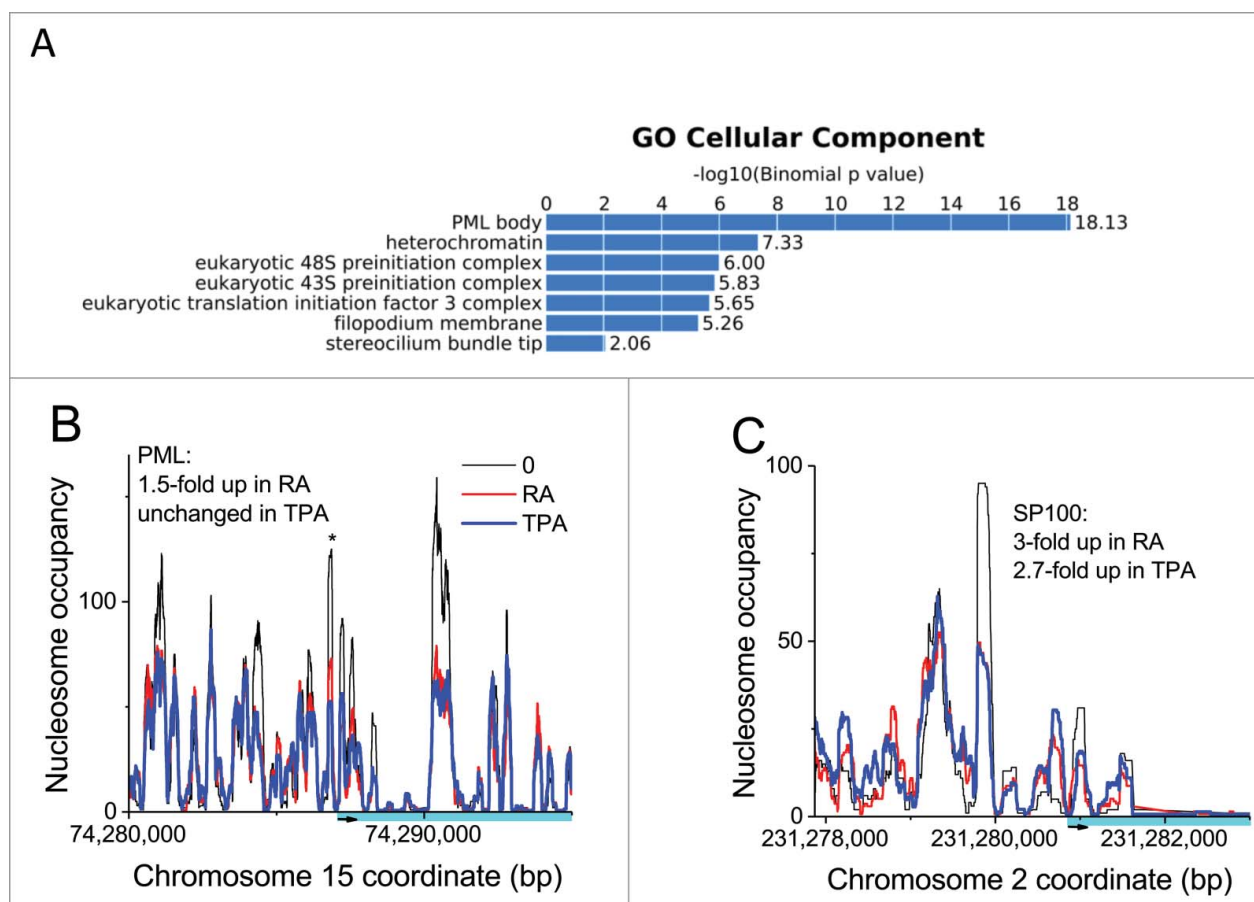 A
GO Cellular Component
-log10(Binomial p value)
0 2 4 6 8 10 12 14 16 18
PML body 18.13
heterochromatin 7.33
eukaryotic 48S preinitiation complex 6.00
eukaryotic 43S preinitiation complex 5.83
eukaryotic translation initiation factor 3 complex 5.65
filopodium membrane 5.26
stereocilium bundle tip 2.06
B
PML:
1.5-fold up in RA
unchanged in TPA
0
RA
TPA
*
Nucleosome occupancy
100
0
74,280,000 74,290,000
Chromosome 15 coordinate (bp)
C
SP100:
3-fold up in RA
2.7-fold up in TPA
Nucleosome occupancy
100
50
0
231,278,000 231,280,000 231,282,000
Chromosome 2 coordinate (bp)